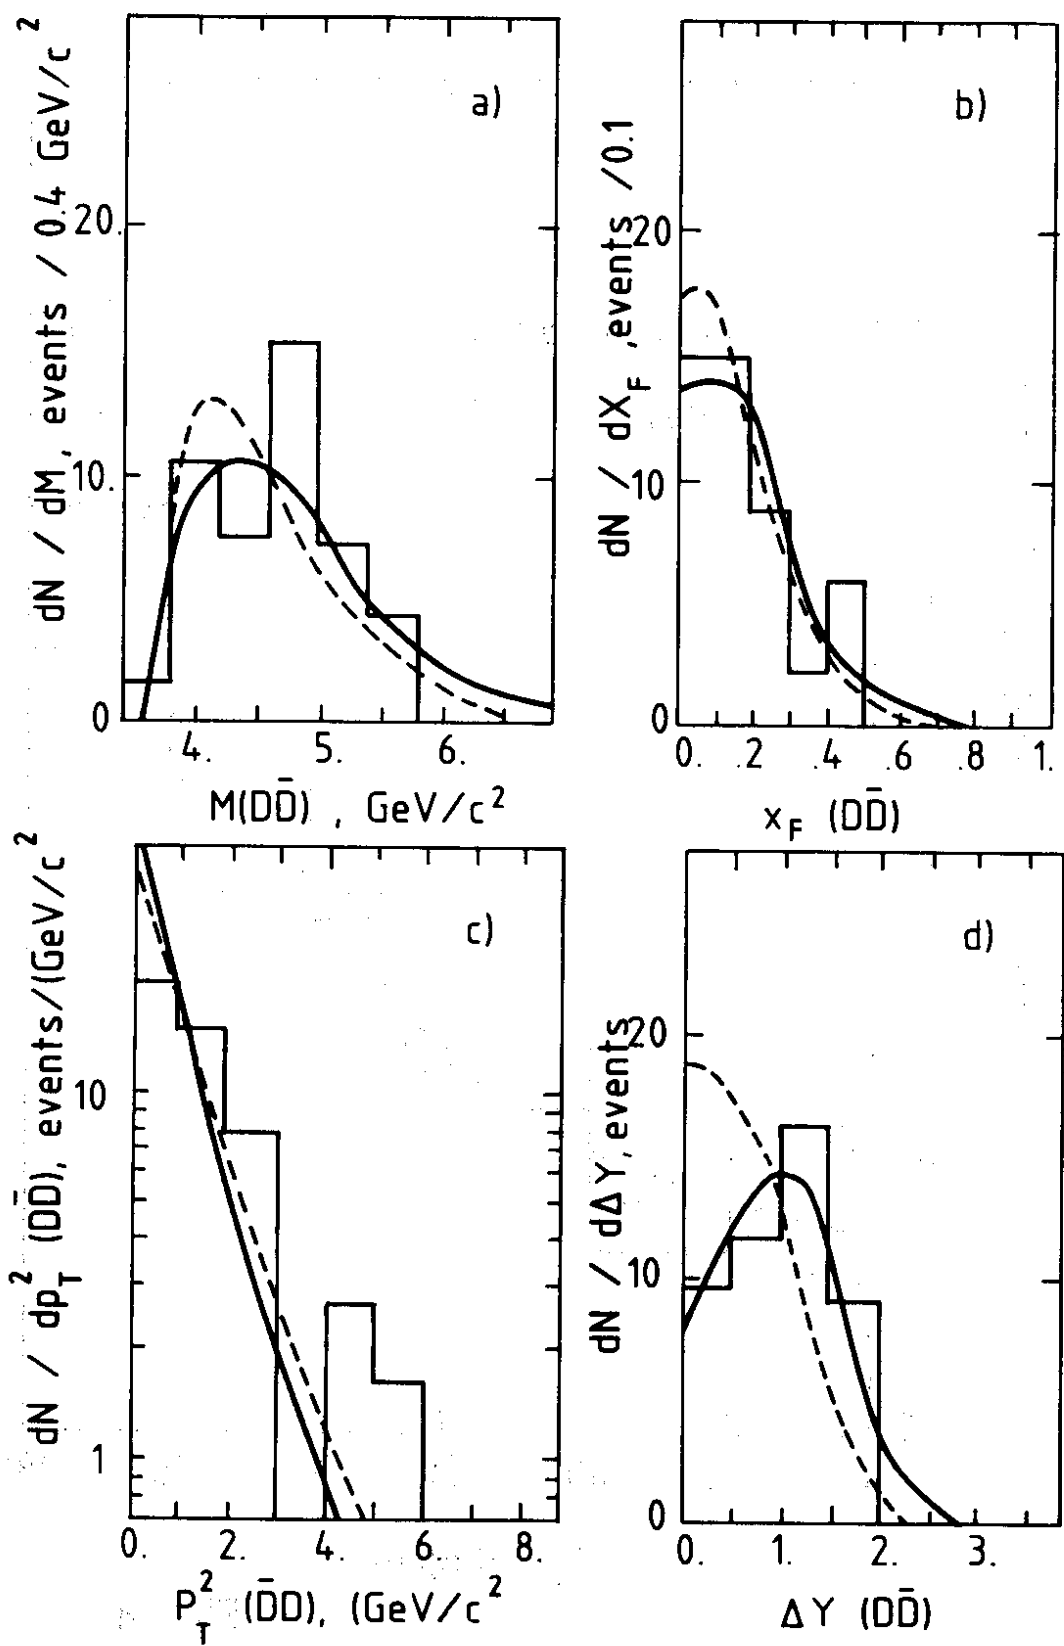 dN / dM, events / 0.4 GeV/c²
a)
20.
10.
0
4. 5. 6.
M(DD̄) , GeV/c²
dN / dX_F ,events /0.1
b)
20
10
0
0. .2 .4 .6 .8 1.
x_F (DD̄)
dN / dp_T² (DD̄), events/(GeV/c²
c)
10
1
0. 2. 4. 6. 8.
P_T² (D̄D), (GeV/c²
dN / dΔY, events
d)
20
10
0
0. 1. 2. 3.
ΔY (DD̄)